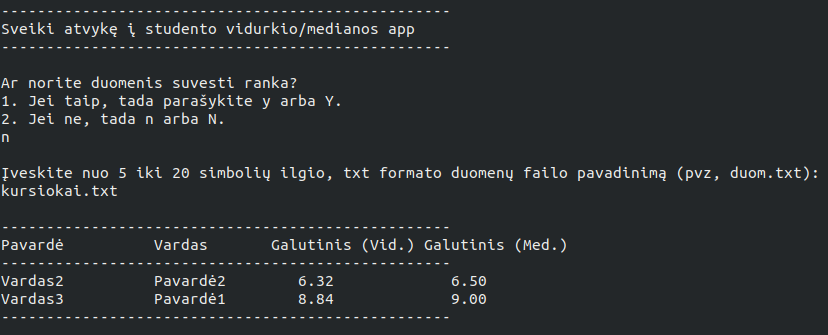 --------------------------------------------------
Sveiki atvykę į studento vidurkio/medianos app
--------------------------------------------------
Ar norite duomenis suvesti ranka?
1. Jei taip, tada parašykite y arba Y.
2. Jei ne, tada n arba N.
n
Įveskite nuo 5 iki 20 simbolių ilgio, txt formato duomenų failo pavadinimą (pvz, duom.txt):
kursiokai.txt
--------------------------------------------------
Pavardė          Vardas       Galutinis (Vid.) Galutinis (Med.)
--------------------------------------------------
Vardas2          Pavardė2        6.32             6.50
Vardas3          Pavardė1        8.84             9.00
--------------------------------------------------